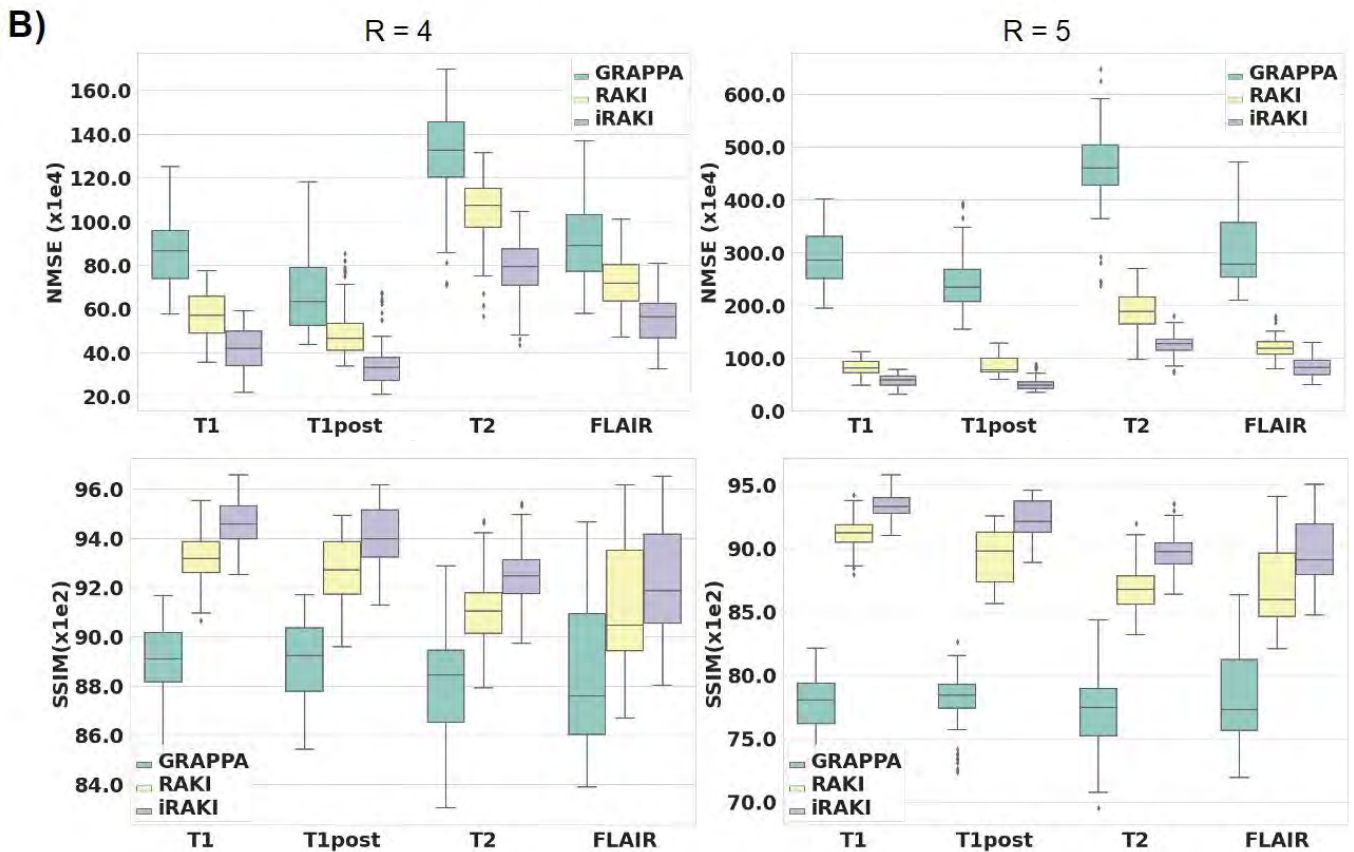 B)
R = 4
R = 5
GRAPPA
RAKI
iRAKI
160.0
140.0
120.0
100.0
80.0
60.0
40.0
20.0
NMSE (x1e4)
T1
T1post
T2
FLAIR
GRAPPA
RAKI
iRAKI
600.0
500.0
400.0
300.0
200.0
100.0
0.0
NMSE (x1e4)
T1
T1post
T2
FLAIR
96.0
94.0
92.0
90.0
88.0
86.0
84.0
SSIM(x1e2)
GRAPPA
RAKI
iRAKI
T1
T1post
T2
FLAIR
95.0
90.0
85.0
80.0
75.0
70.0
SSIM(x1e2)
GRAPPA
RAKI
iRAKI
T1
T1post
T2
FLAIR